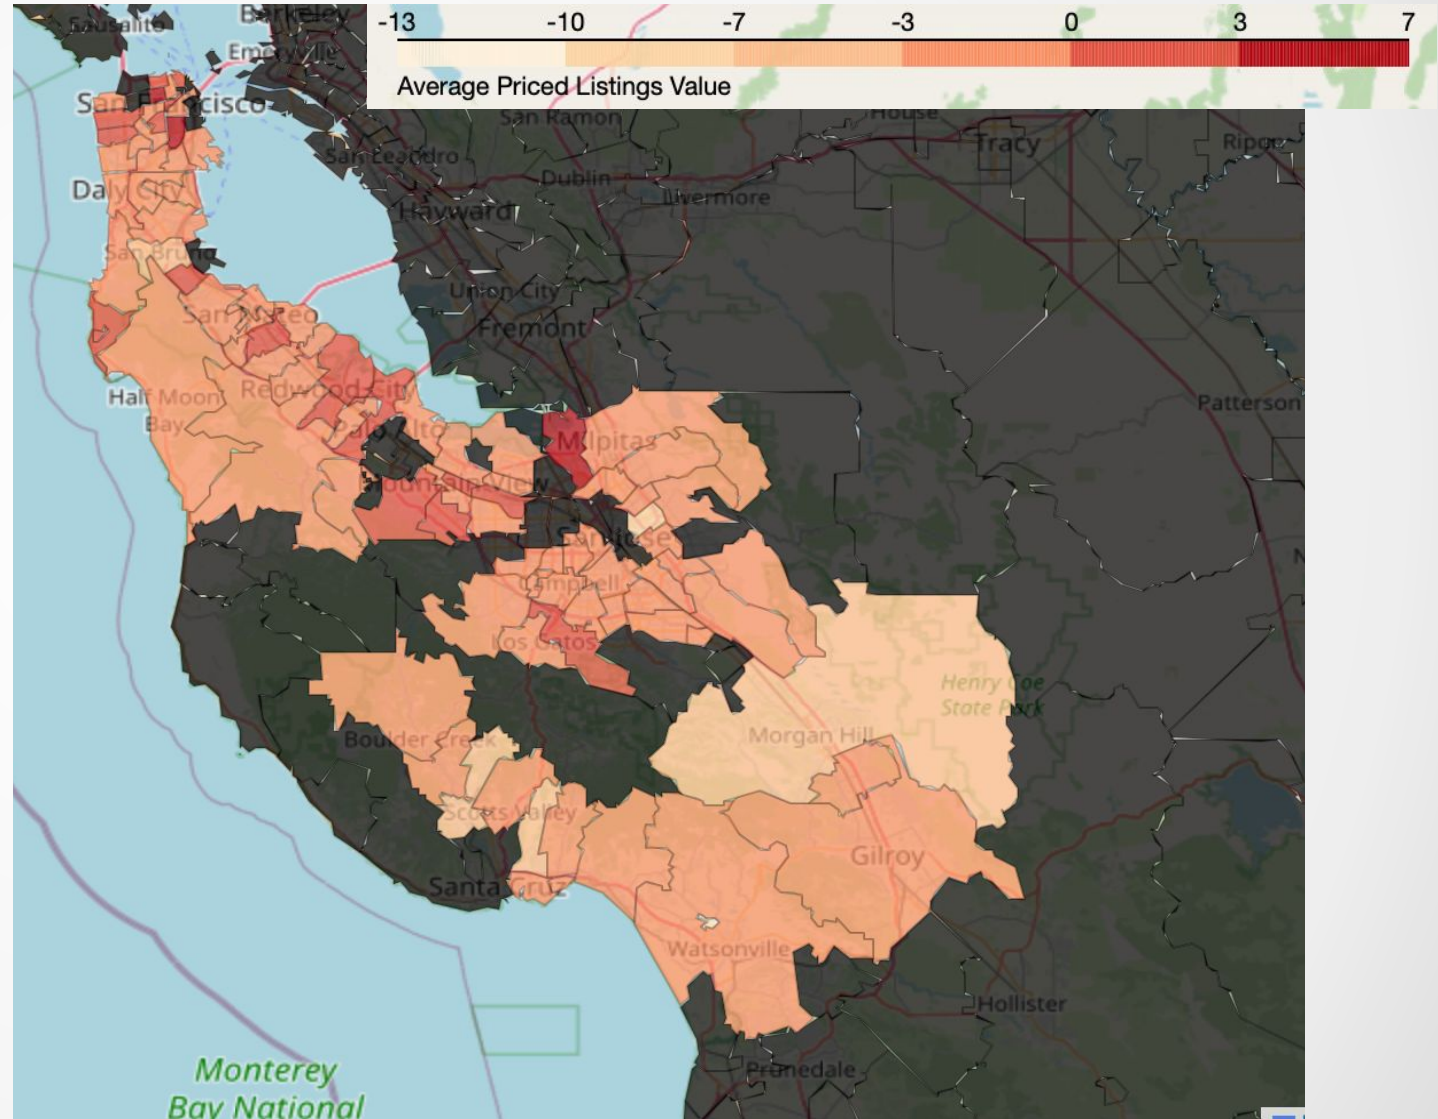 -13 -10 -7 -3 0 3 7
Average Priced Listings Value
Sausalito
Berkeley
Emeryville
San Francisco
San Ramon
House
Tracy
Ripon
San Leandro
Daly City
Dublin
Livermore
Hayward
San Bruno
Union City
San Mateo
Fremont
Half Moon
Bay
Redwood City
Patterson
Palo Alto
Milpitas
Mountain View
San Jose
N
Campbell
Los Gatos
Henry Coe
State Park
Boulder Creek
Morgan Hill
Scotts Valley
Gilroy
Santa Cruz
Watsonville
Hollister
Prunedale
Monterey
Bay National